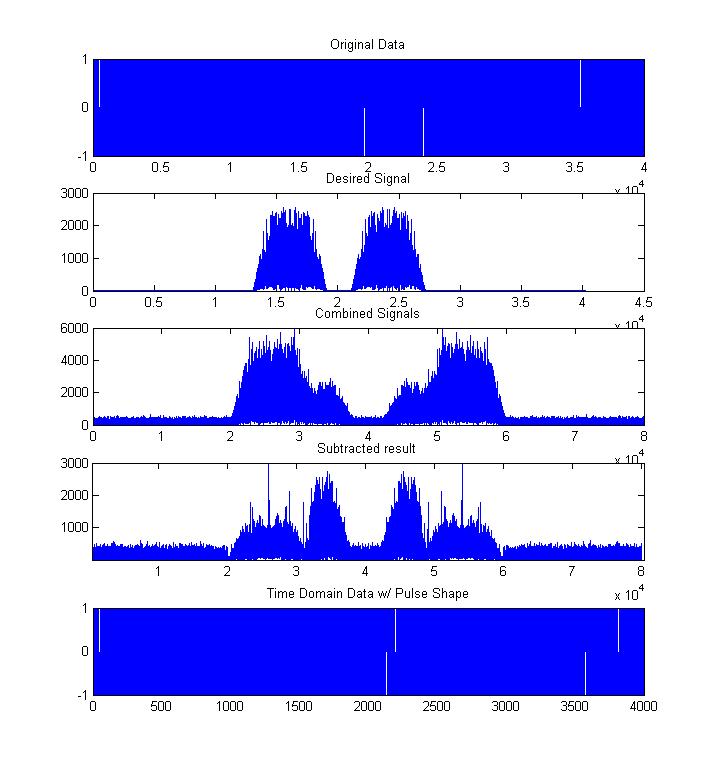 Original Data
1
0
-1
0 0.5 1 1.5 2 2.5 3 3.5 4
x 10^4
Desired Signal
3000
2000
1000
0
0 0.5 1 1.5 2 2.5 3 3.5 4 4.5
x 10^4
Combined Signals
6000
4000
2000
0
0 1 2 3 4 5 6 7 8
x 10^4
Subtracted result
3000
2000
1000
1 2 3 4 5 6 7 8
x 10^4
Time Domain Data w/ Pulse Shape
1
0
-1
0 500 1000 1500 2000 2500 3000 3500 4000